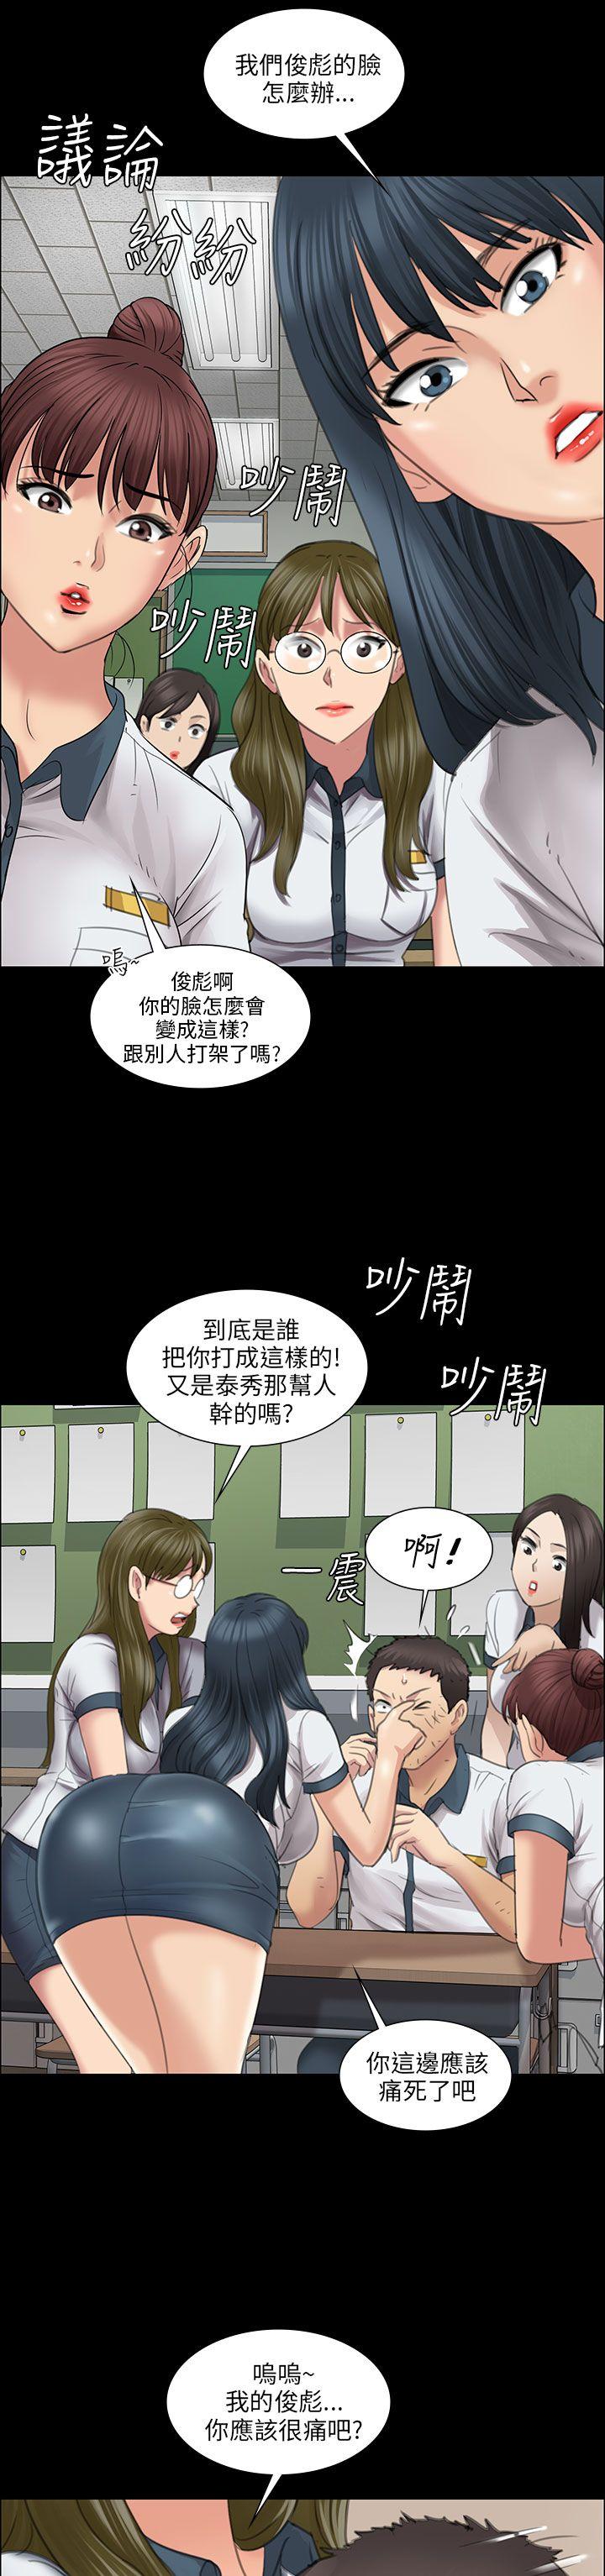 我們俊彪的臉
怎麼辦...
議論
紛紛
吵鬧
吵鬧
嗚~
俊彪啊
你的臉怎麼會
變成這樣?
跟別人打架了嗎?
吵鬧
吵鬧
到底是誰
把你打成這樣的!
又是泰秀那幫人
幹的嗎?
啊!
一震
你這邊應該
痛死了吧
嗚嗚~
我的俊彪...
你應該很痛吧?